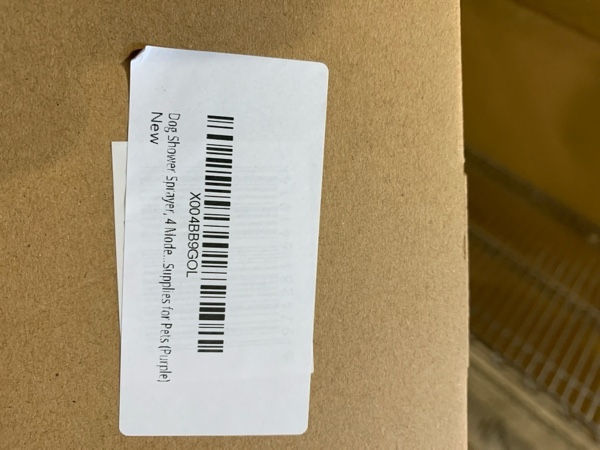 X004BB9GOL
Dog Shower Sprayer, 4 Mode...Supplies for Pets (Purple)
New